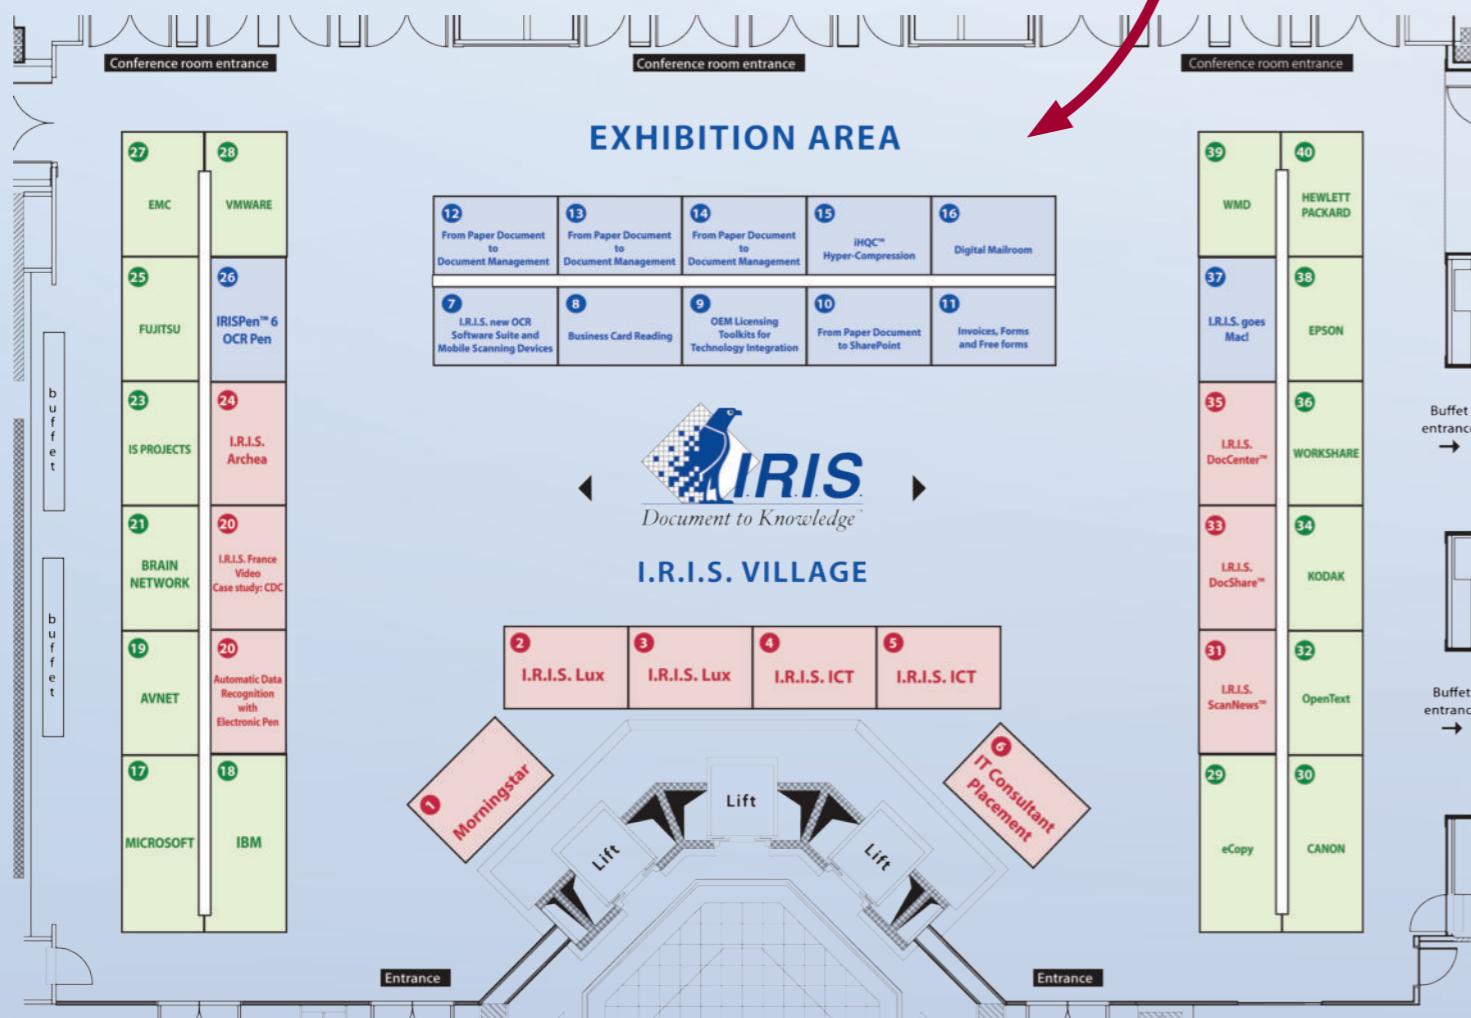 Conference room entrance
Conference room entrance
Conference room entrance
EXHIBITION AREA
27
EMC
28
VMWARE
25
FUJITSU
26
IRISPen™ 6
OCR Pen
23
IS PROJECTS
24
I.R.I.S.
Archea
21
BRAIN
NETWORK
20
I.R.I.S. France
Video
Case study: CDC
19
AVNET
20
Automatic Data
Recognition
with
Electronic Pen
17
MICROSOFT
18
IBM
buffet
buffet
12
From Paper Document
to
Document Management
13
From Paper Document
to
Document Management
14
From Paper Document
to
Document Management
15
iHQC™
Hyper-Compression
16
Digital Mailroom
7
I.R.I.S. new OCR
Software Suite and
Mobile Scanning Devices
8
Business Card Reading
9
OEM Licensing
Toolkits for
Technology Integration
10
From Paper Document
to SharePoint
11
Invoices, Forms
and Free forms
I.R.I.S.
Document to Knowledge™
I.R.I.S. VILLAGE
2
I.R.I.S. Lux
3
I.R.I.S. Lux
4
I.R.I.S. ICT
5
I.R.I.S. ICT
1
Morningstar
6
IT Consultant
Placement
Lift
Lift
Lift
39
WMD
40
HEWLETT
PACKARD
37
I.R.I.S. goes
Mac!
38
EPSON
35
I.R.I.S.
DocCenter™
36
WORKSHARE
33
I.R.I.S.
DocShare™
34
KODAK
31
I.R.I.S.
ScanNews™
32
OpenText
29
eCopy
30
CANON
Buffet
entrance
Buffet
entranc
Entrance
Entrance